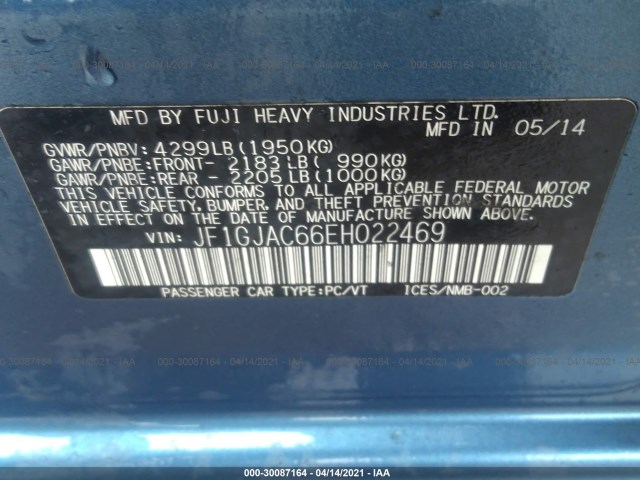 MFD BY FUJI HEAVY INDUSTRIES LTD.
MFD IN 05/14
GVWR/PNBV: 4299LB(1950KG)
GAWR/PNBE:FRONT- 2183LB( 990KG)
GAWR/PNBE:REAR - 2205LB(1000KG)
THIS VEHICLE CONFORMS TO ALL APPLICABLE FEDERAL MOTOR
VEHICLE SAFETY, BUMPER, AND THEFT PREVENTION STANDARDS
IN EFFECT ON THE DATE OF MANUFACTURE SHOWN ABOVE.
VIN: JF1GJAC66EH022469
PASSENGER CAR TYPE:PC/VT ICES/NMB-002
000-30087164 / 04/14/2021 / IAA